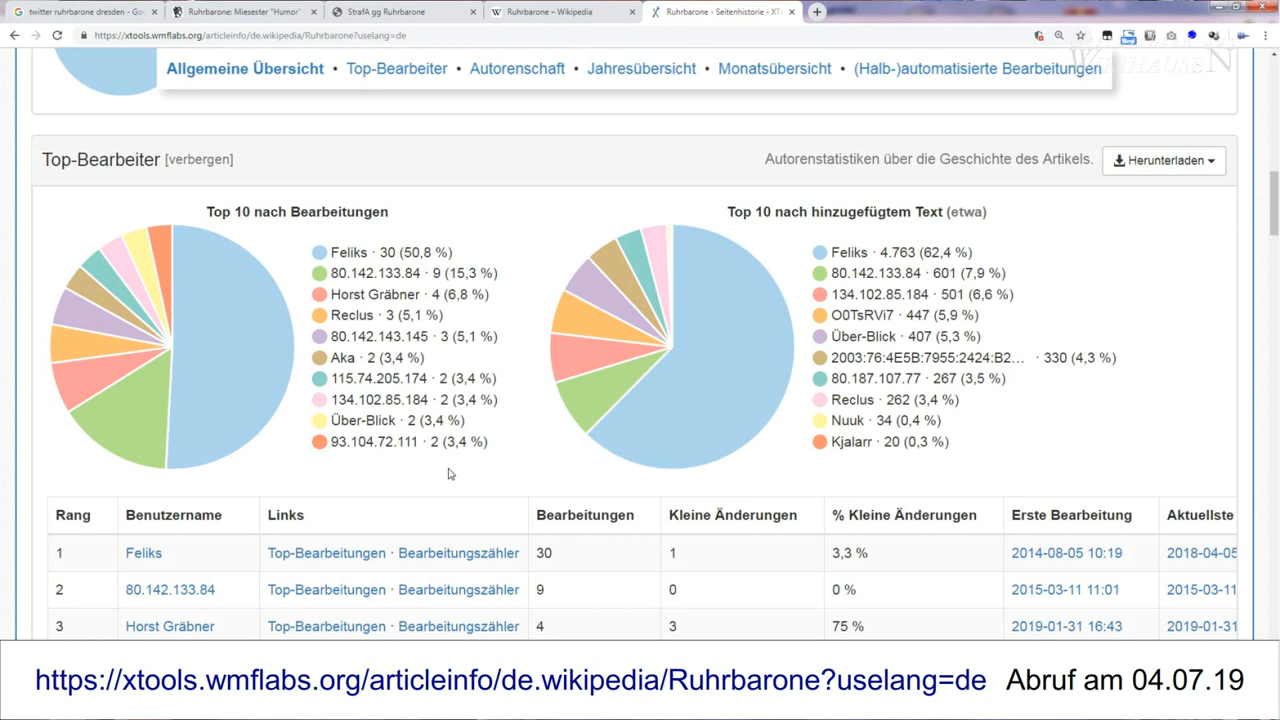 twitter ruhrbarone dresden - Go
Ruhrbarone: Miesester "Humor"
StrafA gg Ruhrbarone
Ruhrbarone – Wikipedia
Ruhrbarone - Seitenhistorie - XT
https://xtools.wmflabs.org/articleinfo/de.wikipedia/Ruhrbarone?uselang=de
Allgemeine Übersicht • Top-Bearbeiter • Autorenschaft • Jahresübersicht • Monatsübersicht • (Halb-)automatisierte Bearbeitungen
Top-Bearbeiter [verbergen]
Autorenstatistiken über die Geschichte des Artikels.
Herunterladen
Top 10 nach Bearbeitungen
Feliks · 30 (50,8 %)
80.142.133.84 · 9 (15,3 %)
Horst Gräbner · 4 (6,8 %)
Reclus · 3 (5,1 %)
80.142.143.145 · 3 (5,1 %)
Aka · 2 (3,4 %)
115.74.205.174 · 2 (3,4 %)
134.102.85.184 · 2 (3,4 %)
Über-Blick · 2 (3,4 %)
93.104.72.111 · 2 (3,4 %)
Top 10 nach hinzugefügtem Text (etwa)
Feliks · 4.763 (62,4 %)
80.142.133.84 · 601 (7,9 %)
134.102.85.184 · 501 (6,6 %)
O0TsRVi7 · 447 (5,9 %)
Über-Blick · 407 (5,3 %)
2003:76:4E5B:7955:2424:B2... · 330 (4,3 %)
80.187.107.77 · 267 (3,5 %)
Reclus · 262 (3,4 %)
Nuuk · 34 (0,4 %)
Kjalarr · 20 (0,3 %)
Rang Benutzername Links Bearbeitungen Kleine Änderungen % Kleine Änderungen Erste Bearbeitung Aktuellste
1 Feliks Top-Bearbeitungen · Bearbeitungszähler 30 1 3,3 % 2014-08-05 10:19 2018-04-05
2 80.142.133.84 Top-Bearbeitungen · Bearbeitungszähler 9 0 0 % 2015-03-11 11:01 2015-03-11
3 Horst Gräbner Top-Bearbeitungen · Bearbeitungszähler 4 3 75 % 2019-01-31 16:43 2019-01-31
https://xtools.wmflabs.org/articleinfo/de.wikipedia/Ruhrbarone?uselang=de Abruf am 04.07.19